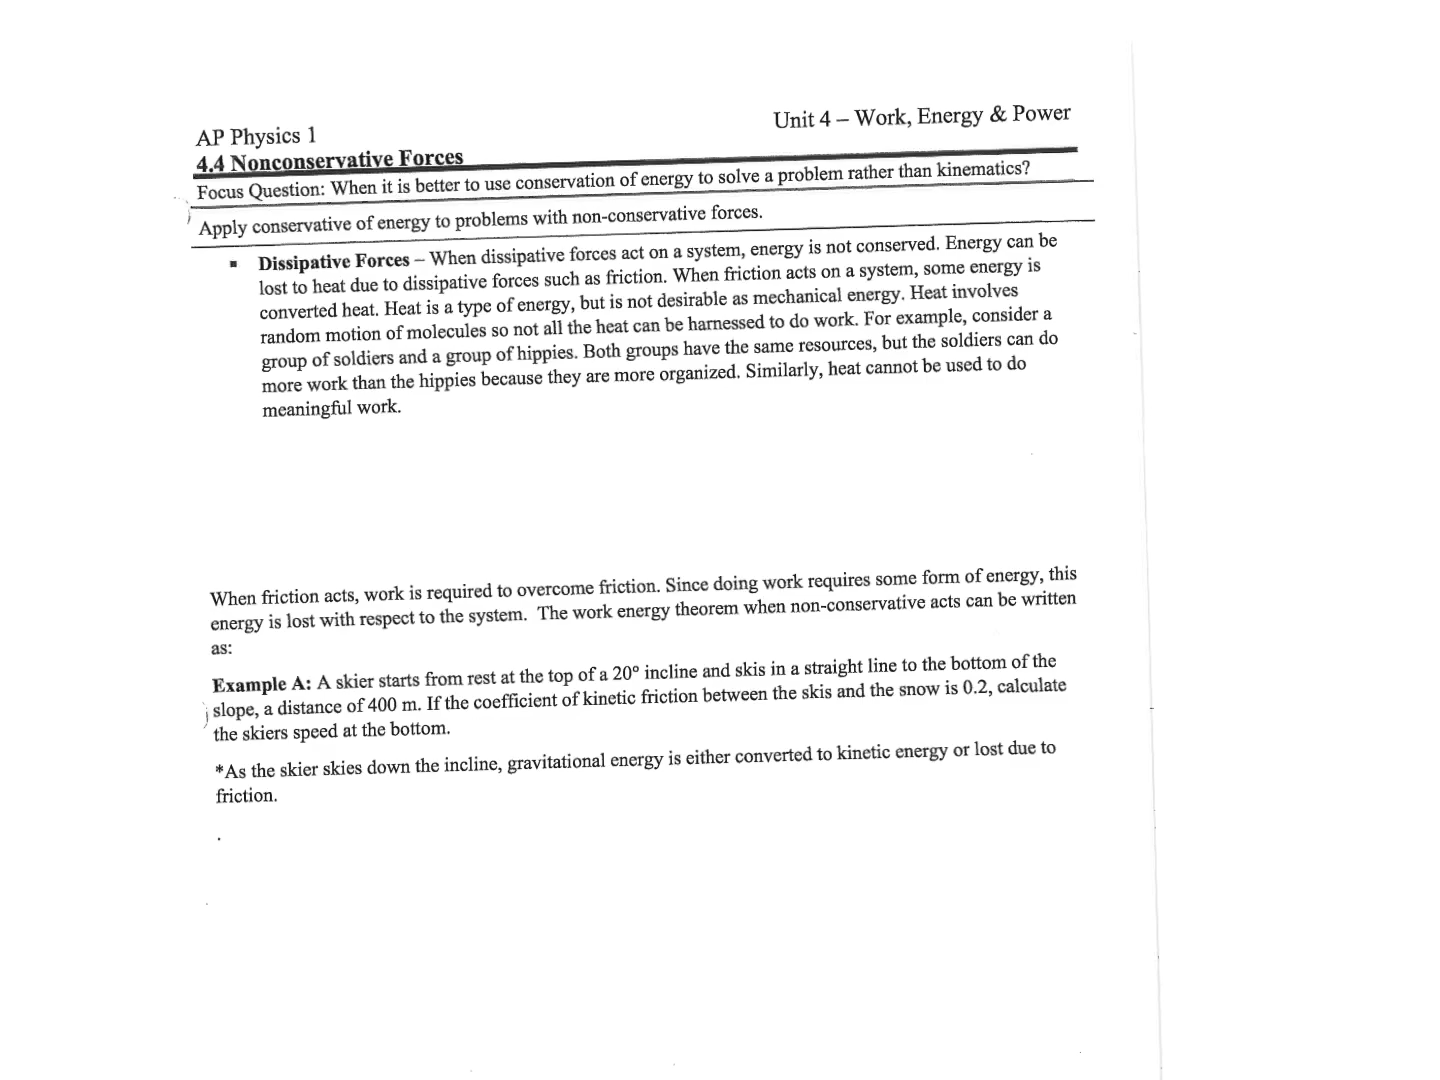 AP Physics 1
Unit 4 – Work, Energy & Power
4.4 Nonconservative Forces
Focus Question: When it is better to use conservation of energy to solve a problem rather than kinematics?
Apply conservative of energy to problems with non-conservative forces.
▪ Dissipative Forces – When dissipative forces act on a system, energy is not conserved. Energy can be
lost to heat due to dissipative forces such as friction. When friction acts on a system, some energy is
converted heat. Heat is a type of energy, but is not desirable as mechanical energy. Heat involves
random motion of molecules so not all the heat can be harnessed to do work. For example, consider a
group of soldiers and a group of hippies. Both groups have the same resources, but the soldiers can do
more work than the hippies because they are more organized. Similarly, heat cannot be used to do
meaningful work.
When friction acts, work is required to overcome friction. Since doing work requires some form of energy, this
energy is lost with respect to the system. The work energy theorem when non-conservative acts can be written
as:
Example A: A skier starts from rest at the top of a 20° incline and skis in a straight line to the bottom of the
slope, a distance of 400 m. If the coefficient of kinetic friction between the skis and the snow is 0.2, calculate
the skiers speed at the bottom.
*As the skier skies down the incline, gravitational energy is either converted to kinetic energy or lost due to
friction.